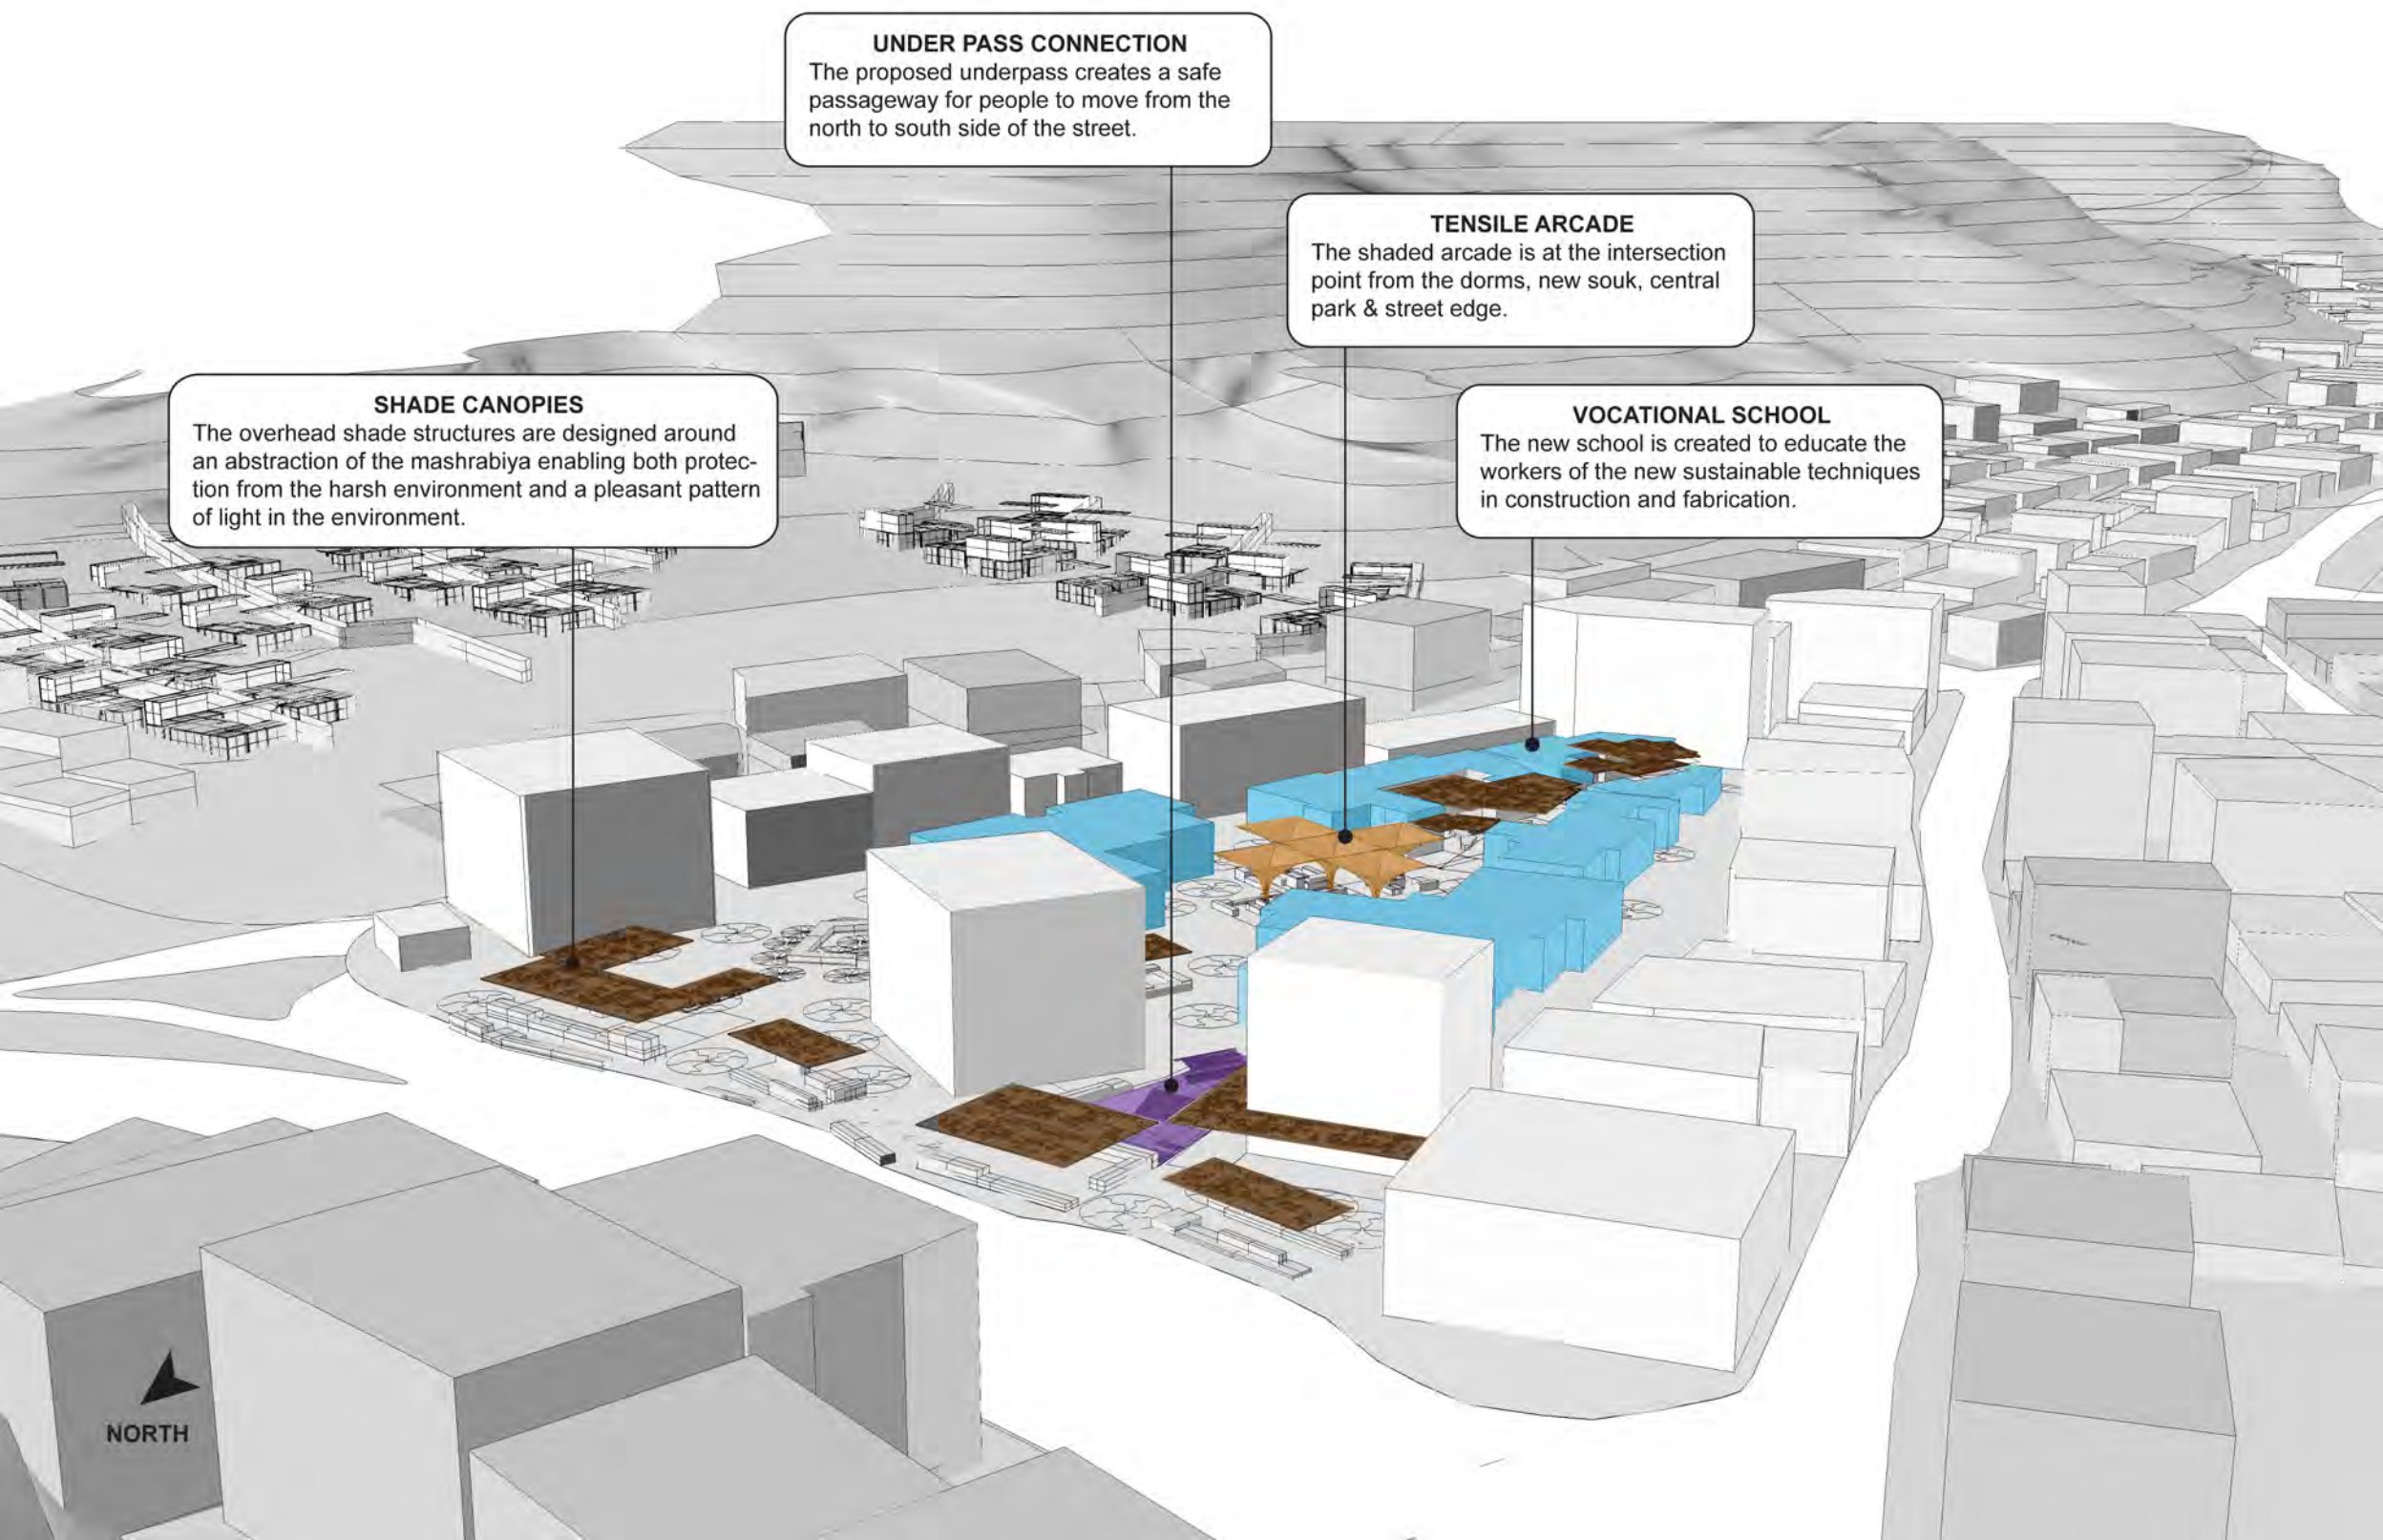 UNDER PASS CONNECTION
The proposed underpass creates a safe
passageway for people to move from the
north to south side of the street.
TENSILE ARCADE
The shaded arcade is at the intersection
point from the dorms, new souk, central
park & street edge.
SHADE CANOPIES
The overhead shade structures are designed around
an abstraction of the mashrabiya enabling both protec-
tion from the harsh environment and a pleasant pattern
of light in the environment.
VOCATIONAL SCHOOL
The new school is created to educate the
workers of the new sustainable techniques
in construction and fabrication.
NORTH